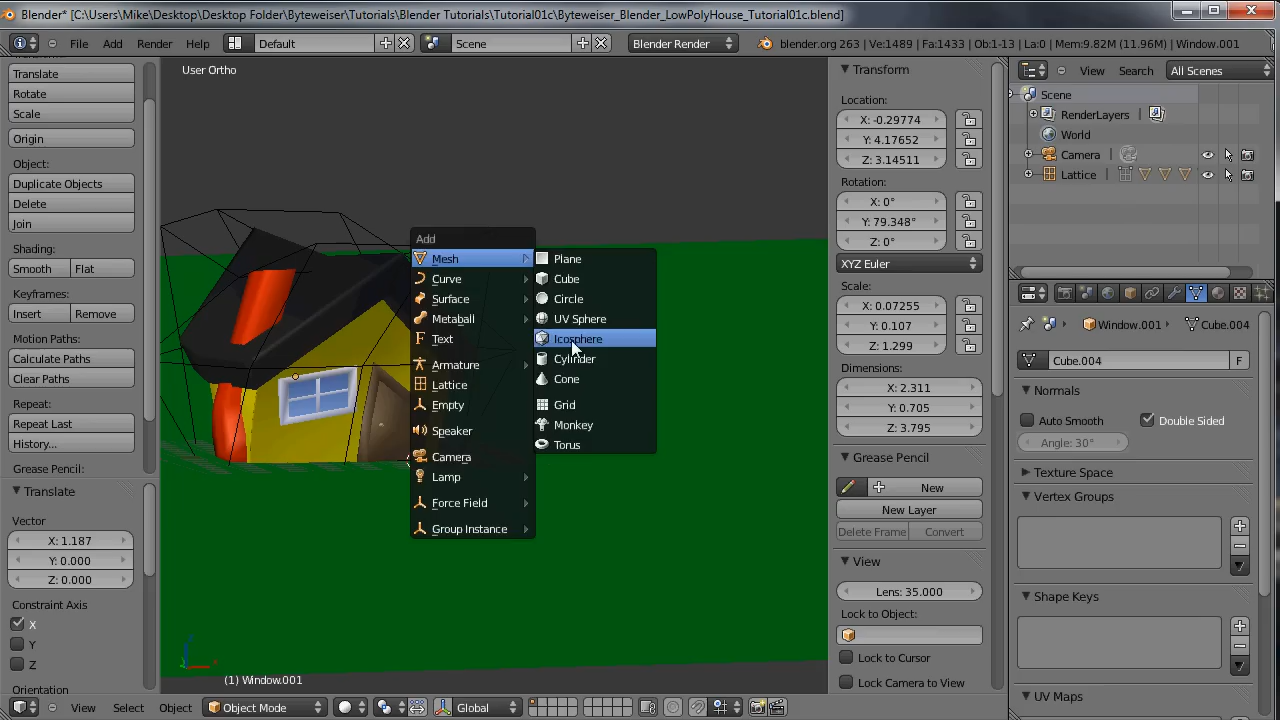 Blender* [C:\Users\Mike\Desktop\Desktop Folder\Byteweiser\Tutorials\Blender Tutorials\Tutorial01c\Byteweiser_Blender_LowPolyHouse_Tutorial01c.blend]
File Add Render Help Default Scene Blender Render blender.org 263 | Ve:1489 | Fa:1433 | Ob:1-13 | La:0 | Mem:9.82M (11.96M) | Window.001
Translate
Rotate
Scale
Origin
Object:
Duplicate Objects
Delete
Join
Shading:
Smooth Flat
Keyframes:
Insert Remove
Motion Paths:
Calculate Paths
Clear Paths
Repeat:
Repeat Last
History...
Grease Pencil:
Translate
Vector
X: 1.187
Y: 0.000
Z: 0.000
Constraint Axis
X
Y
Z
Orientation
User Ortho
Add
Mesh
Curve
Surface
Metaball
Text
Armature
Lattice
Empty
Speaker
Camera
Lamp
Force Field
Group Instance
Plane
Cube
Circle
UV Sphere
Icosphere
Cylinder
Cone
Grid
Monkey
Torus
(1) Window.001
View Select Object Object Mode Global
Transform
Location:
X: -0.29774
Y: 4.17652
Z: 3.14511
Rotation:
X: 0°
Y: 79.348°
Z: 0°
XYZ Euler
Scale:
X: 0.07255
Y: 0.107
Z: 1.299
Dimensions:
X: 2.311
Y: 0.705
Z: 3.795
Grease Pencil
New
New Layer
Delete Frame Convert
View
Lens: 35.000
Lock to Object:
Lock to Cursor
Lock Camera to View
View Search All Scenes
Scene
RenderLayers
World
Camera
Lattice
Window.001 Cube.004
Cube.004 F
Normals
Auto Smooth Double Sided
Angle: 30°
Texture Space
Vertex Groups
Shape Keys
UV Maps